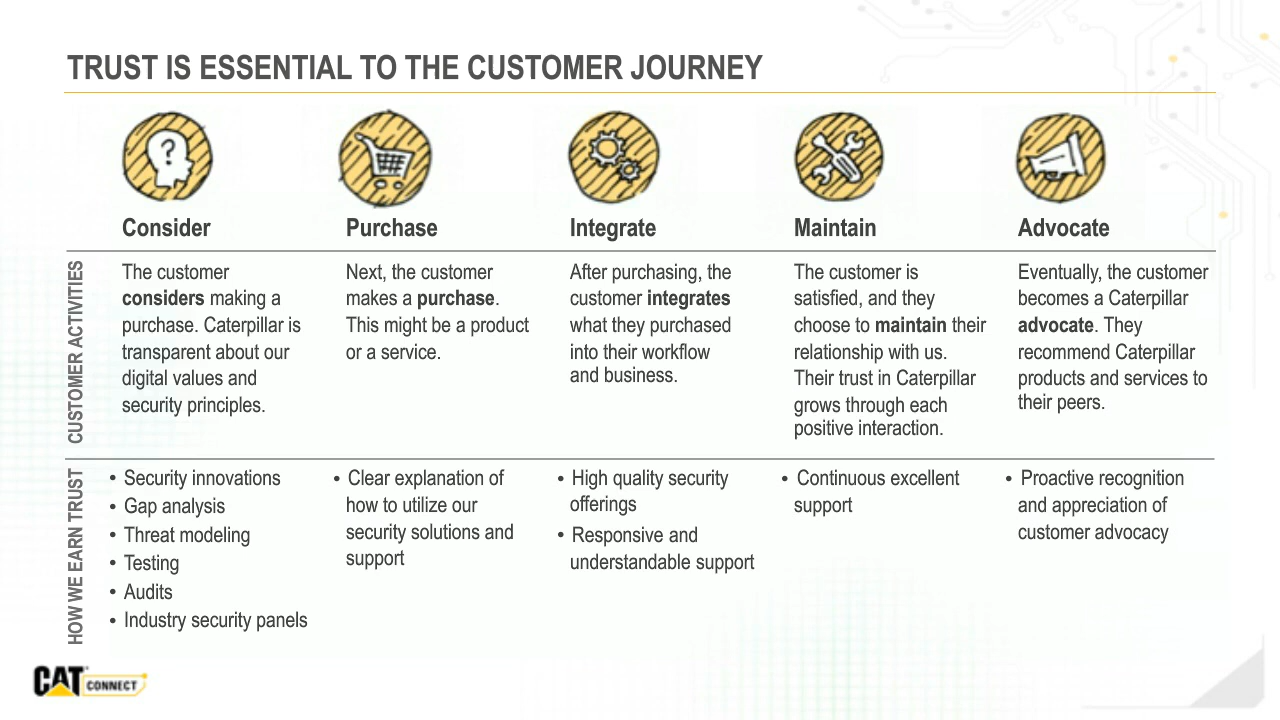 TRUST IS ESSENTIAL TO THE CUSTOMER JOURNEY
?
Consider
Purchase
Integrate
Maintain
Advocate
CUSTOMER ACTIVITIES
The customer
considers making a
purchase. Caterpillar is
transparent about our
digital values and
security principles.
Next, the customer
makes a purchase.
This might be a product
or a service.
After purchasing, the
customer integrates
what they purchased
into their workflow
and business.
The customer is
satisfied, and they
choose to maintain their
relationship with us.
Their trust in Caterpillar
grows through each
positive interaction.
Eventually, the customer
becomes a Caterpillar
advocate. They
recommend Caterpillar
products and services to
their peers.
HOW WE EARN TRUST
• Security innovations
• Gap analysis
• Threat modeling
• Testing
• Audits
• Industry security panels
• Clear explanation of
how to utilize our
security solutions and
support
• High quality security
offerings
• Responsive and
understandable support
• Continuous excellent
support
• Proactive recognition
and appreciation of
customer advocacy
CAT CONNECT